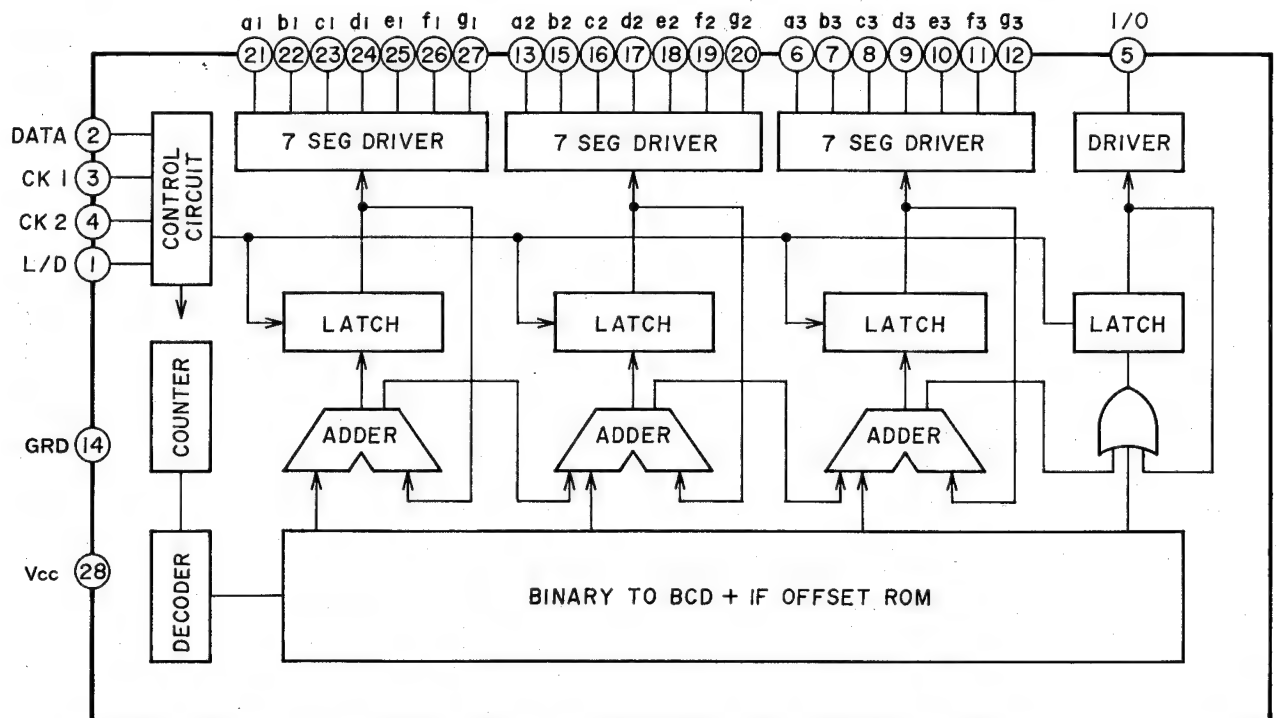 a1 b1 c1 d1 e1 f1 g1 a2 b2 c2 d2 e2 f2 g2 a3 b3 c3 d3 e3 f3 g3 I/O
21 22 23 24 25 26 27 13 15 16 17 18 19 20 6 7 8 9 10 11 12 5
7 SEG DRIVER 7 SEG DRIVER 7 SEG DRIVER DRIVER
DATA 2
CK 1 3
CK 2 4
L/D 1
CONTROL
CIRCUIT
LATCH LATCH LATCH LATCH
COUNTER
ADDER ADDER ADDER
GRD 14
Vcc 28
DECODER
BINARY TO BCD + IF OFFSET ROM